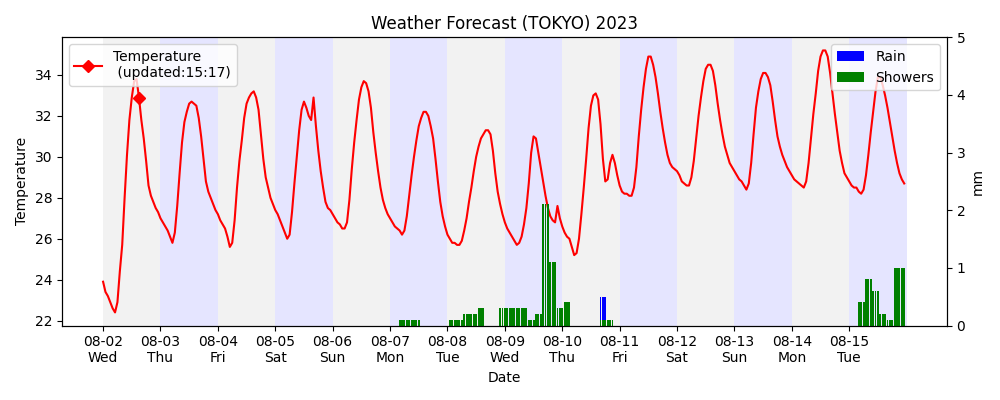 Weather Forecast (TOKYO) 2023
Temperature
(updated:15:17)
Rain
Showers
Temperature
34
32
30
28
26
24
22
5
4
3
2
1
0
mm
08-02 08-03 08-04 08-05 08-06 08-07 08-08 08-09 08-10 08-11 08-12 08-13 08-14 08-15
Wed Thu Fri Sat Sun Mon Tue Wed Thu Fri Sat Sun Mon Tue
Date